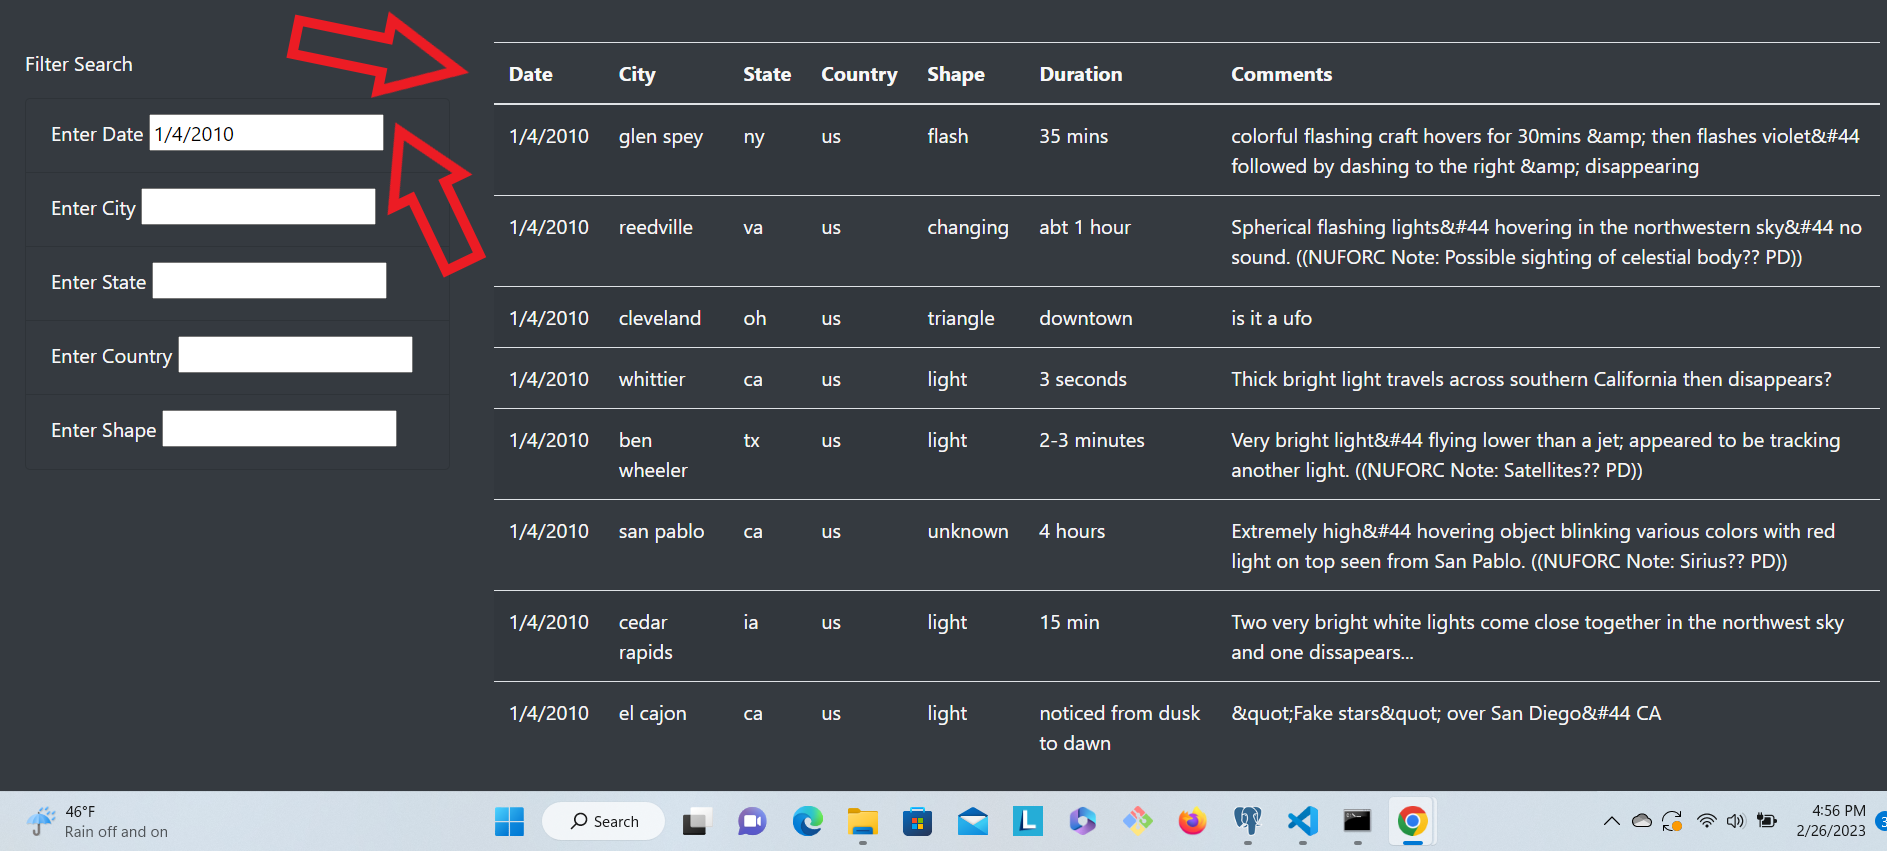 Filter Search
Enter Date 1/4/2010
Enter City
Enter State
Enter Country
Enter Shape
Date City State Country Shape Duration Comments
1/4/2010 glen spey ny us flash 35 mins colorful flashing craft hovers for 30mins &amp; then flashes violet&#44
followed by dashing to the right &amp; disappearing
1/4/2010 reedville va us changing abt 1 hour Spherical flashing lights&#44 hovering in the northwestern sky&#44 no
sound. ((NUFORC Note: Possible sighting of celestial body?? PD))
1/4/2010 cleveland oh us triangle downtown is it a ufo
1/4/2010 whittier ca us light 3 seconds Thick bright light travels across southern California then disappears?
1/4/2010 ben tx us light 2-3 minutes Very bright light&#44 flying lower than a jet; appeared to be tracking
wheeler another light. ((NUFORC Note: Satellites?? PD))
1/4/2010 san pablo ca us unknown 4 hours Extremely high&#44 hovering object blinking various colors with red
light on top seen from San Pablo. ((NUFORC Note: Sirius?? PD))
1/4/2010 cedar ia us light 15 min Two very bright white lights come close together in the northwest sky
rapids and one dissapears...
1/4/2010 el cajon ca us light noticed from dusk &quot;Fake stars&quot; over San Diego&#44 CA
to dawn
46°F
Rain off and on
Search
L
4:56 PM
2/26/2023
3